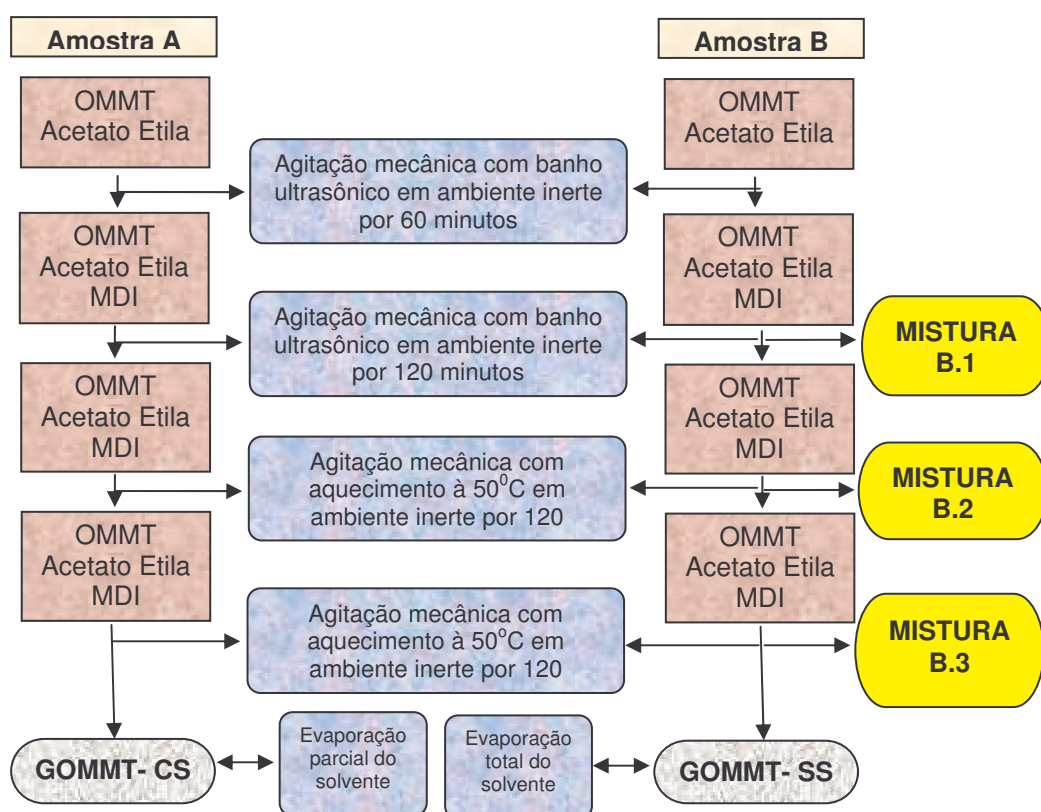 Amostra A
Amostra B
OMMT
Acetato Etila
OMMT
Acetato Etila
Agitação mecânica com banho
ultrasônico em ambiente inerte
por 60 minutos
OMMT
Acetato Etila
MDI
OMMT
Acetato Etila
MDI
Agitação mecânica com banho
ultrasônico em ambiente inerte
por 120 minutos
MISTURA
B.1
OMMT
Acetato Etila
MDI
OMMT
Acetato Etila
MDI
Agitação mecânica com
aquecimento à 50⁰C em
ambiente inerte por 120
MISTURA
B.2
OMMT
Acetato Etila
MDI
OMMT
Acetato Etila
MDI
Agitação mecânica com
aquecimento à 50°C em
ambiente inerte por 120
MISTURA
B.3
GOMMT- CS
Evaporação
parcial do
solvente
Evaporação
total do
solvente
GOMMT- SS